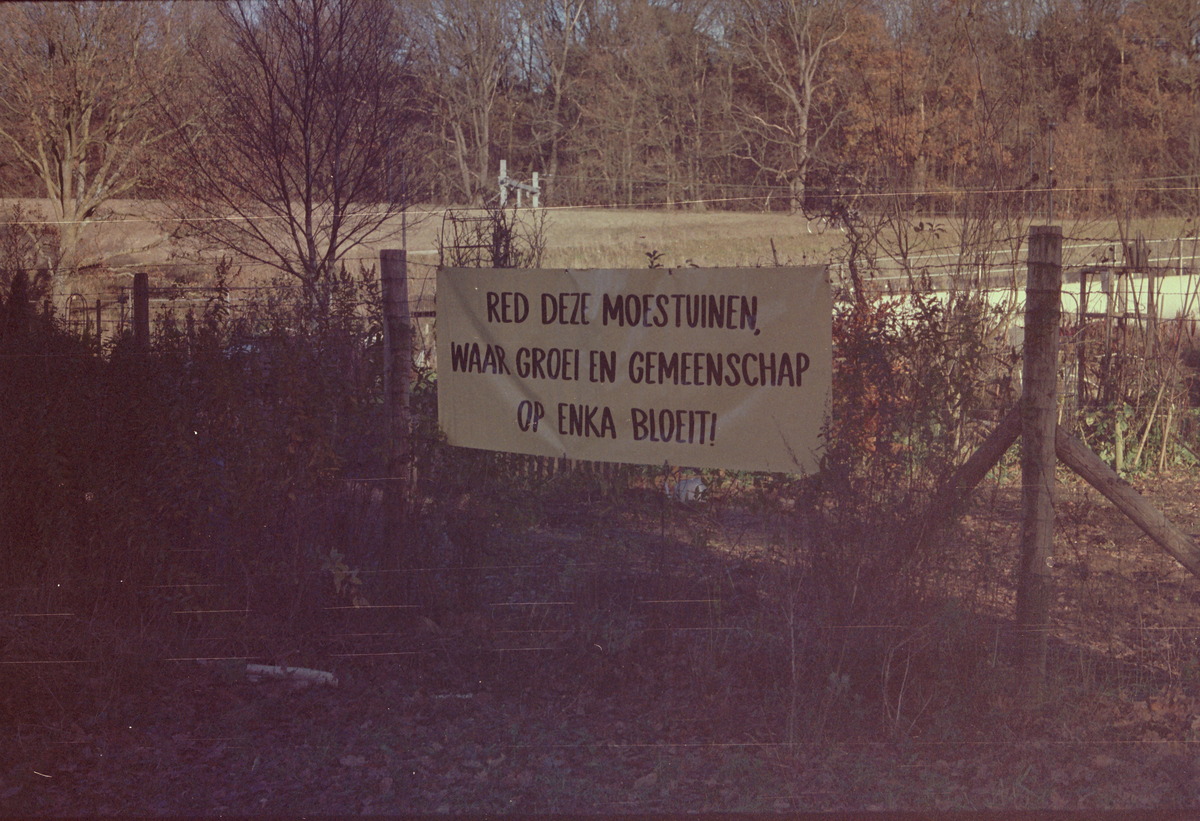 RED DEZE MOESTUINEN,
WAAR GROEI EN GEMEENSCHAP
OP ENKA BLOEIT!